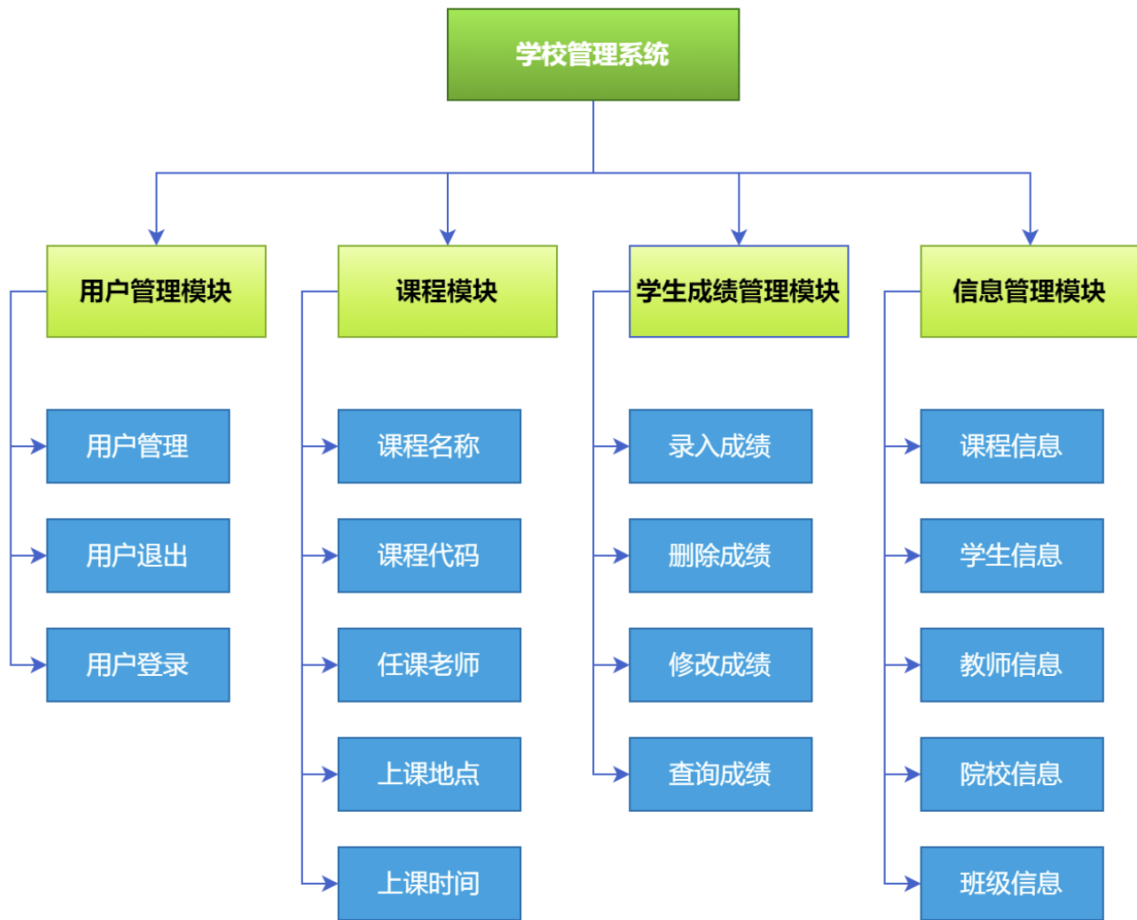 学校管理系统
用户管理模块
课程模块
学生成绩管理模块
信息管理模块
用户管理
课程名称
录入成绩
课程信息
用户退出
课程代码
删除成绩
学生信息
用户登录
任课老师
修改成绩
教师信息
上课地点
查询成绩
院校信息
上课时间
班级信息